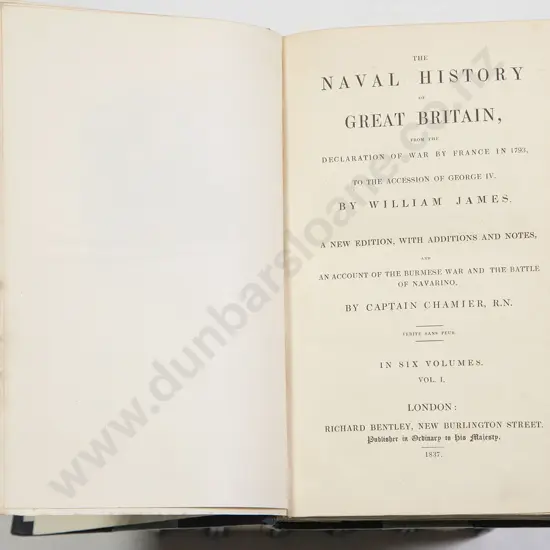 THE
NAVAL HISTORY
OF
GREAT BRITAIN,
FROM THE
DECLARATION OF WAR BY FRANCE IN 1793,
TO THE ACCESSION OF GEORGE IV.
BY WILLIAM JAMES.
A NEW EDITION, WITH ADDITIONS AND NOTES,
AND
AN ACCOUNT OF THE BURMESE WAR AND THE BATTLE
OF NAVARINO,
BY CAPTAIN CHAMIER, R.N.
VERITE SANS PEUR.
IN SIX VOLUMES.
VOL. I.
LONDON:
RICHARD BENTLEY, NEW BURLINGTON STREET.
Publisher in Ordinary to his Majesty.
1837.
www.dunbarsloane.co.nz